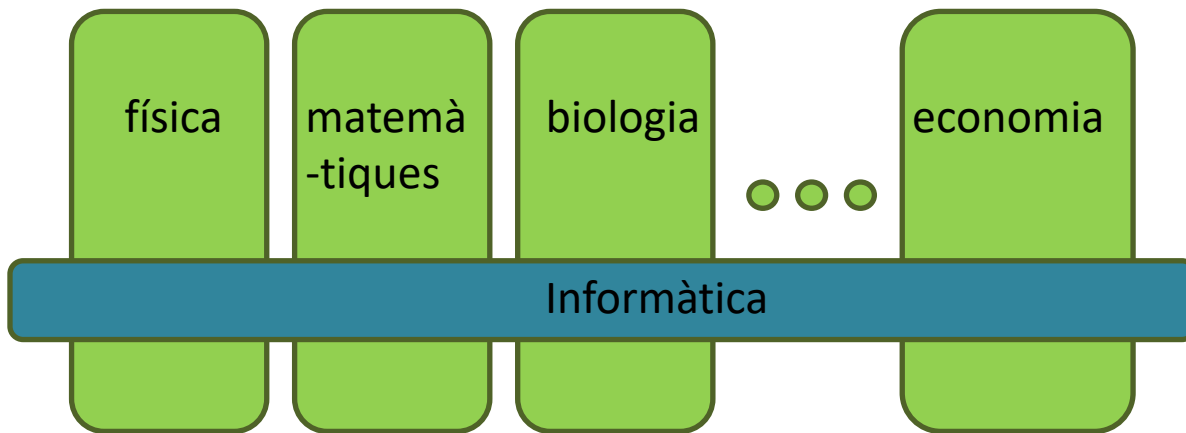 física
matemà
-tiques
biologia
economia
Informàtica